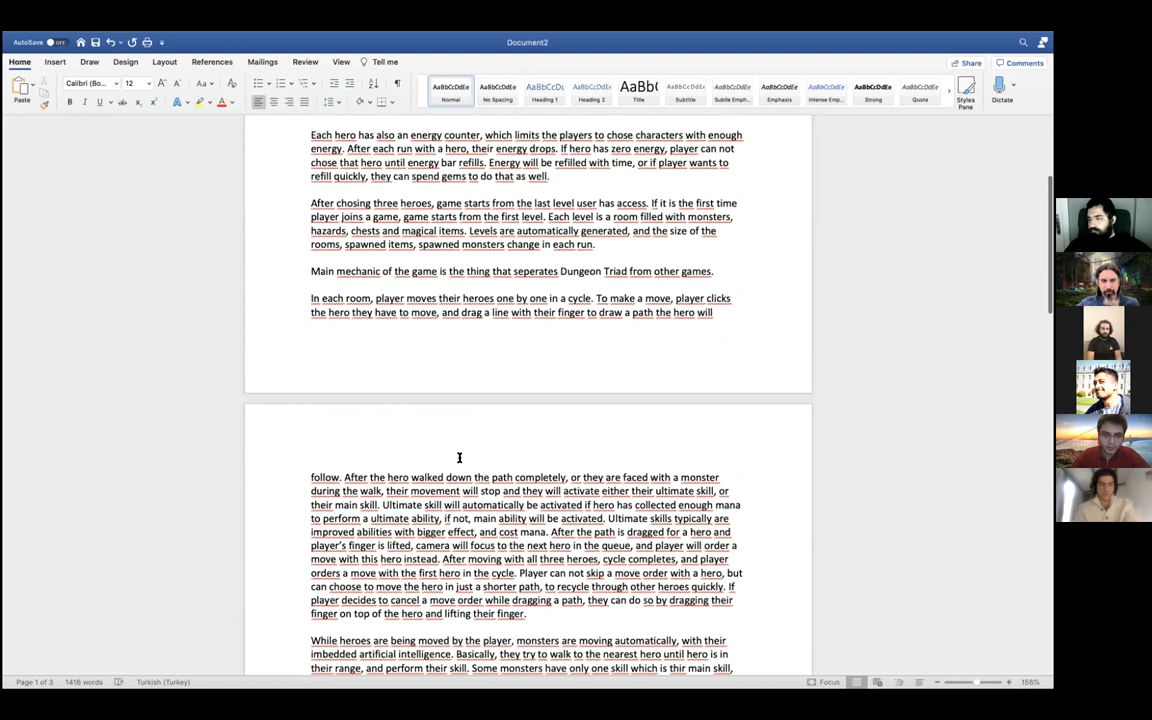 AutoSave OFF
Document2
Home Insert Draw Design Layout References Mailings Review View Tell me
Share Comments
Calibri (Bo... 12
Paste
AaBbCcDdEe AaBbCcDdEe AaBbCcDc AaBbCcDdEe AaBb( AaBbCcDdEe AaBbCcDdEe AaBbCcDdEe AaBbCcDdEe AaBbCcDdEe AaBbCcDdEe
Normal No Spacing Heading 1 Heading 2 Title Subtitle Subtle Emph... Emphasis Intense Emp... Strong Quote
Styles Pane
Dictate
Each hero has also an energy counter, which limits the players to chose characters with enough
energy. After each run with a hero, their energy drops. If hero has zero energy, player can not
chose that hero until energy bar refills. Energy will be refilled with time, or if player wants to
refill quickly, they can spend gems to do that as well.
After chosing three heroes, game starts from the last level user has access. If it is the first time
player joins a game, game starts from the first level. Each level is a room filled with monsters,
hazards, chests and magical items. Levels are automatically generated, and the size of the
rooms, spawned items, spawned monsters change in each run.
Main mechanic of the game is the thing that seperates Dungeon Triad from other games.
In each room, player moves their heroes one by one in a cycle. To make a move, player clicks
the hero they have to move, and drag a line with their finger to draw a path the hero will
follow. After the hero walked down the path completely, or they are faced with a monster
during the walk, their movement will stop and they will activate either their ultimate skill, or
their main skill. Ultimate skill will automatically be activated if hero has collected enough mana
to perform a ultimate ability, if not, main ability will be activated. Ultimate skills typically are
improved abilities with bigger effect, and cost mana. After the path is dragged for a hero and
player's finger is lifted, camera will focus to the next hero in the queue, and player will order a
move with this hero instead. After moving with all three heroes, cycle completes, and player
orders a move with the first hero in the cycle. Player can not skip a move order with a hero, but
can choose to move the hero in just a shorter path, to recycle through other heroes quickly. If
player decides to cancel a move order while dragging a path, they can do so by dragging their
finger on top of the hero and lifting their finger.
While heroes are being moved by the player, monsters are moving automatically, with their
imbedded artificial intelligence. Basically, they try to walk to the nearest hero until hero is in
their range, and perform their skill. Some monsters have only one skill which is thir main skill,
Page 1 of 3 1416 words Turkish (Turkey) Focus 158%